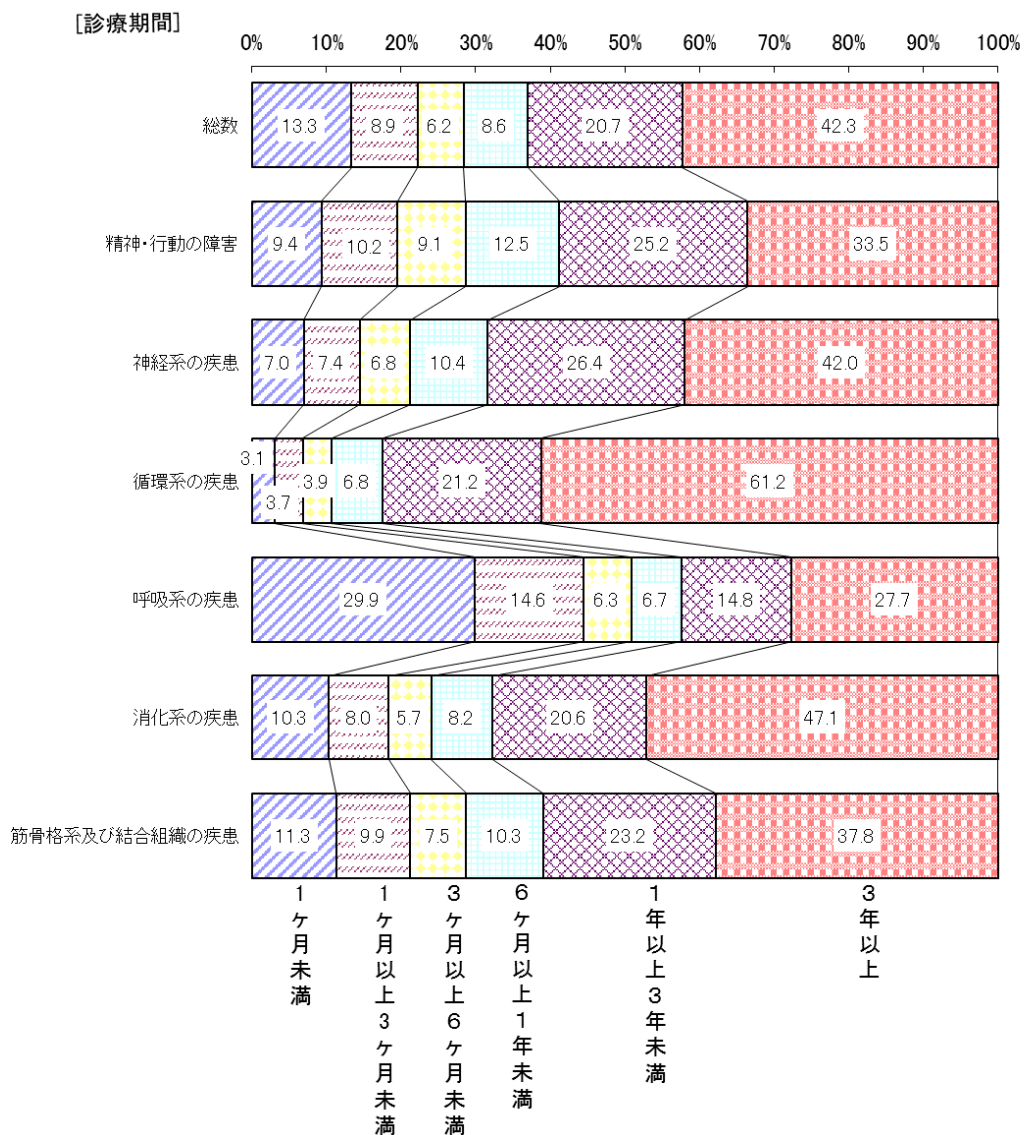 [診療期間]
0% 10% 20% 30% 40% 50% 60% 70% 80% 90% 100%
総数 13.3 8.9 6.2 8.6 20.7 42.3
精神・行動の障害 9.4 10.2 9.1 12.5 25.2 33.5
神経系の疾患 7.0 7.4 6.8 10.4 26.4 42.0
循環系の疾患 3.1 3.7 3.9 6.8 21.2 61.2
呼吸系の疾患 29.9 14.6 6.3 6.7 14.8 27.7
消化系の疾患 10.3 8.0 5.7 8.2 20.6 47.1
筋骨格系及び結合組織の疾患 11.3 9.9 7.5 10.3 23.2 37.8
1ヶ月未満
1ヶ月以上3ヶ月未満
3ヶ月以上6ヶ月未満
6ヶ月以上1年未満
1年以上3年未満
3年以上